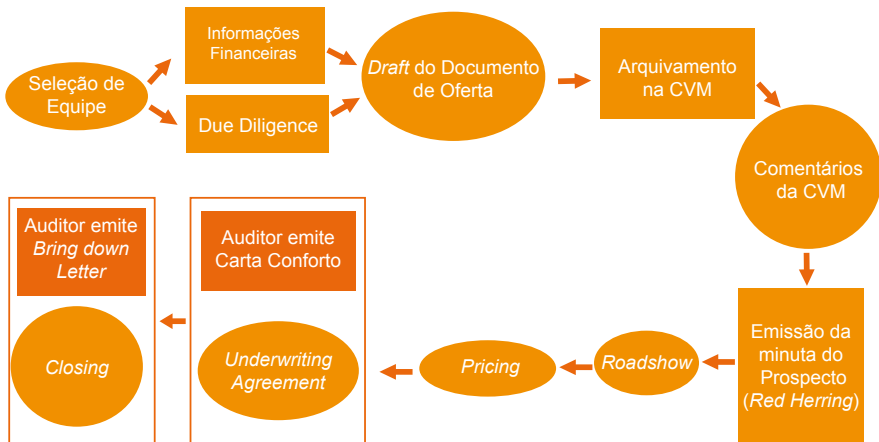 Seleção de
Equipe
Informações
Financeiras
Due Diligence
Draft do Documento
de Oferta
Arquivamento
na CVM
Comentários
da CVM
Emissão da
minuta do
Prospecto
(Red Herring)
Roadshow
Pricing
Auditor emite
Carta Conforto
Underwriting
Agreement
Auditor emite
Bring down
Letter
Closing